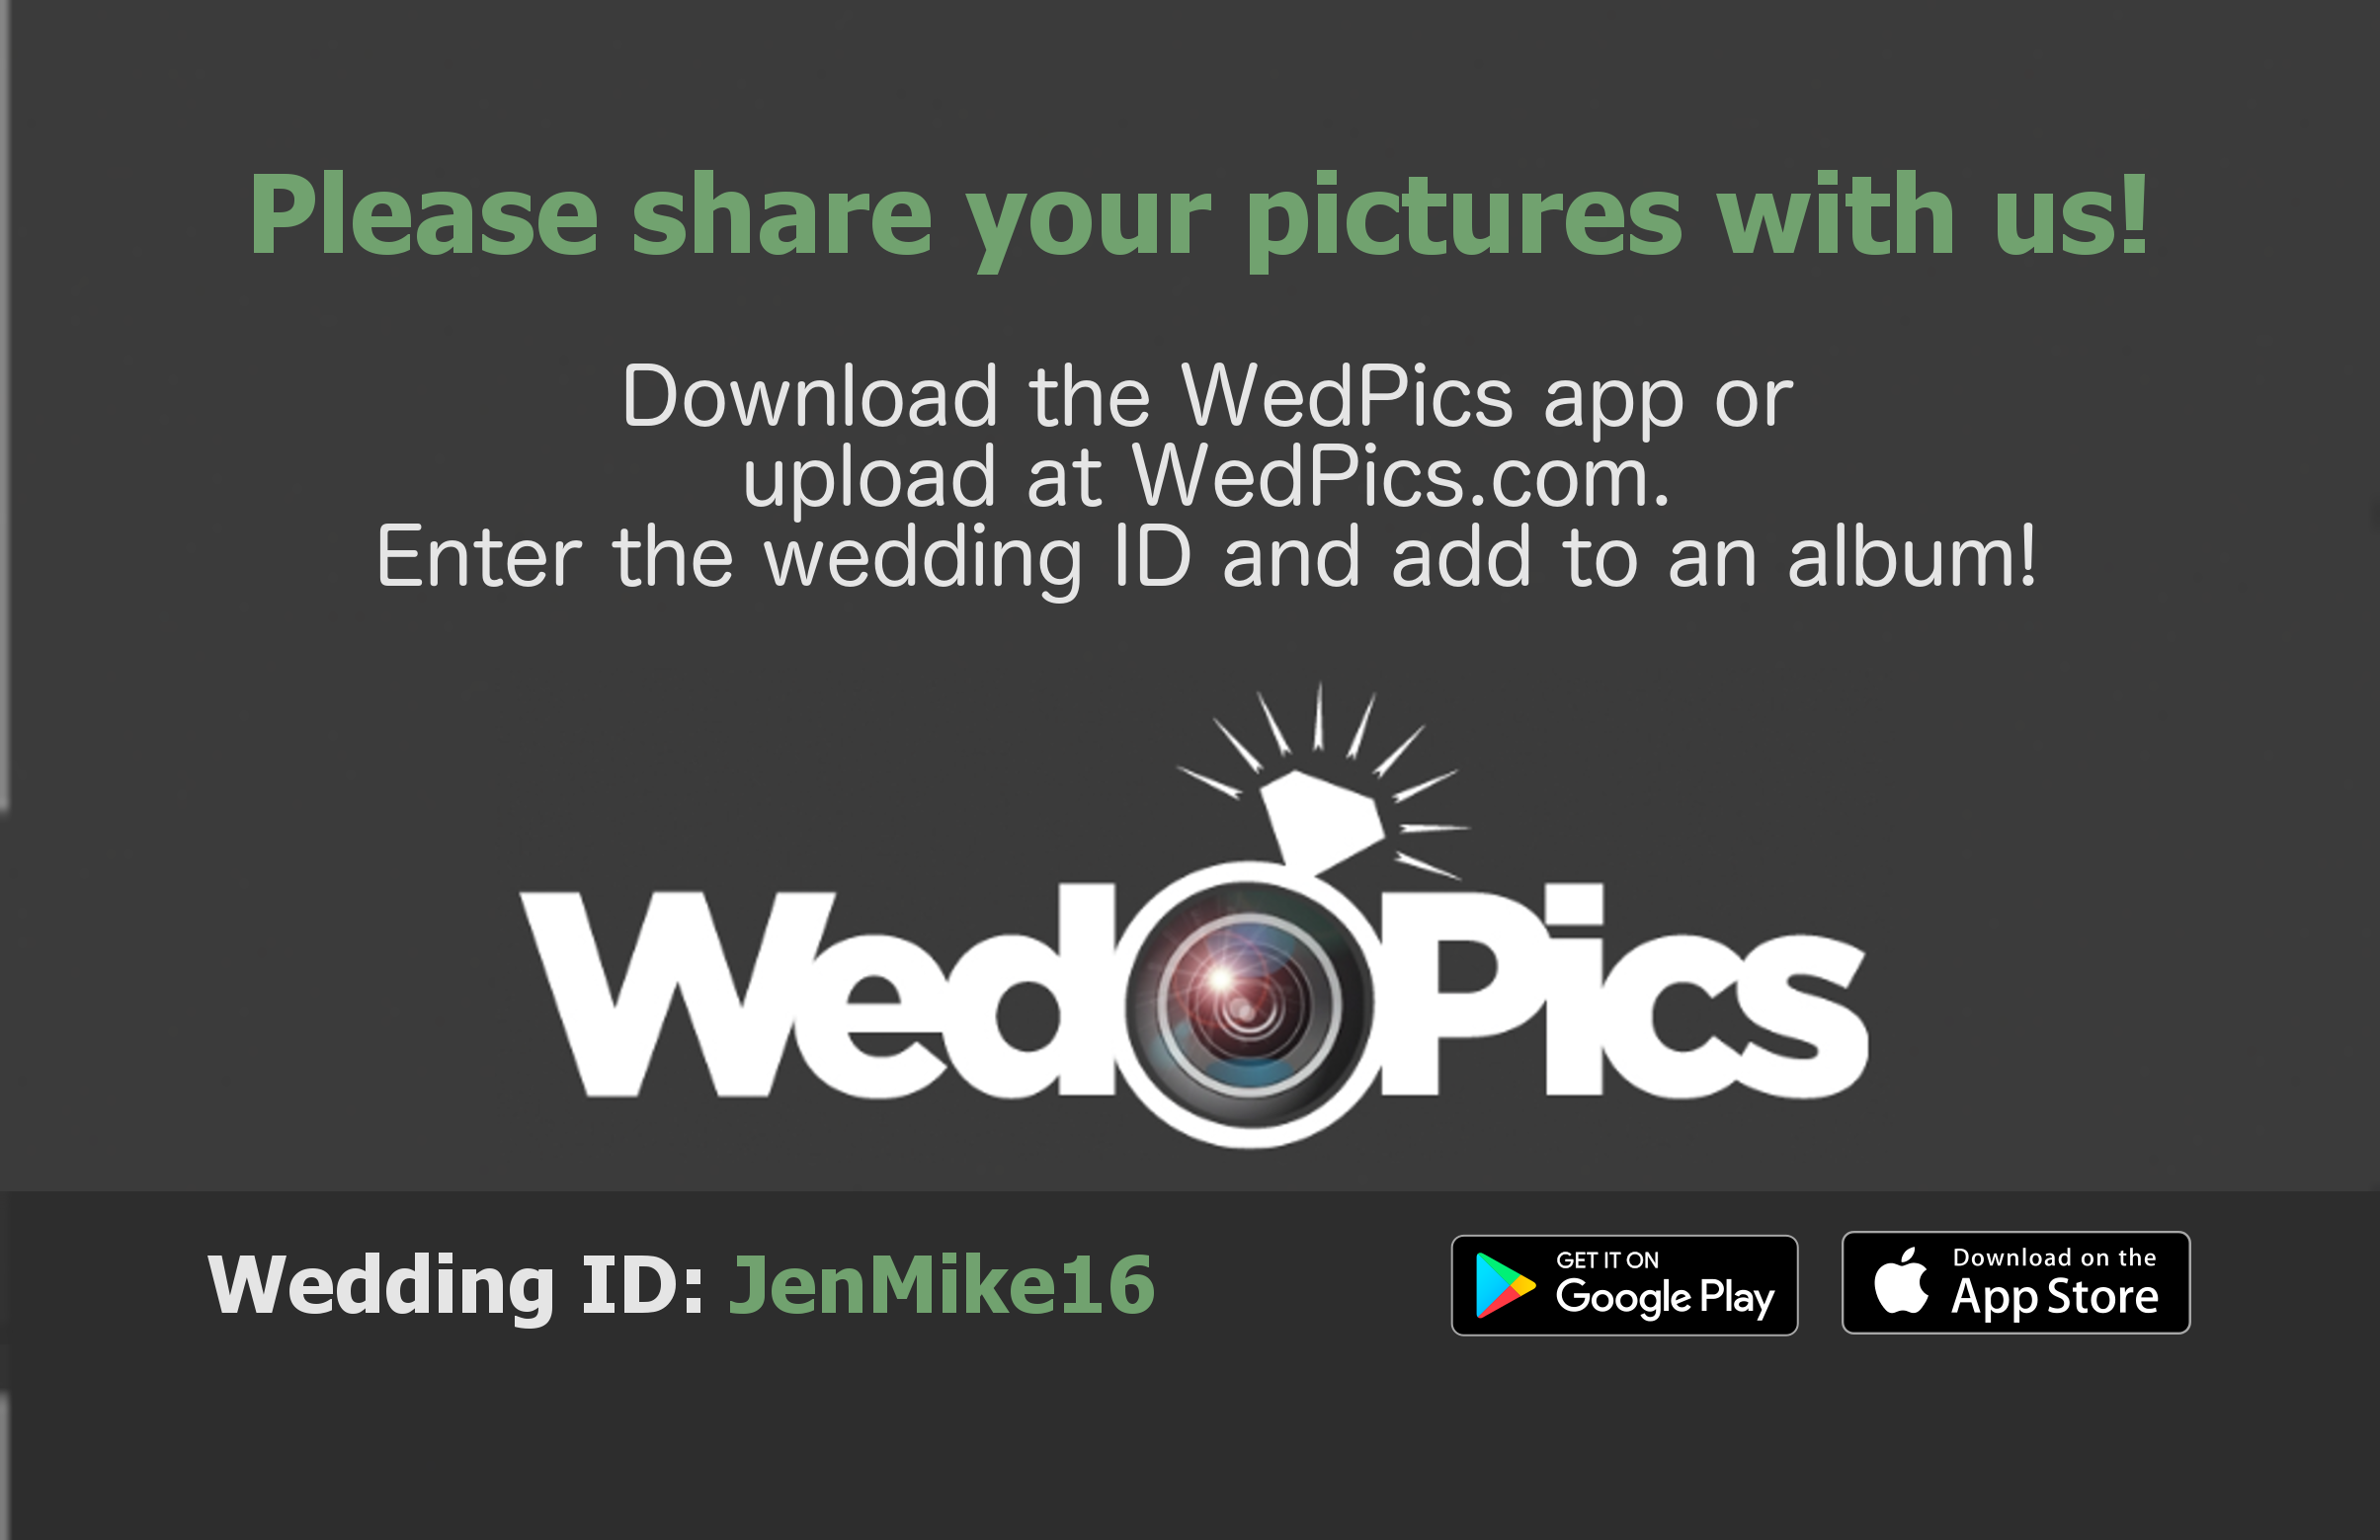 Please share your pictures with us!
Download the WedPics app or
upload at WedPics.com.
Enter the wedding ID and add to an album!
WedPics
Wedding ID: JenMike16
GET IT ON
Google Play
Download on the
App Store